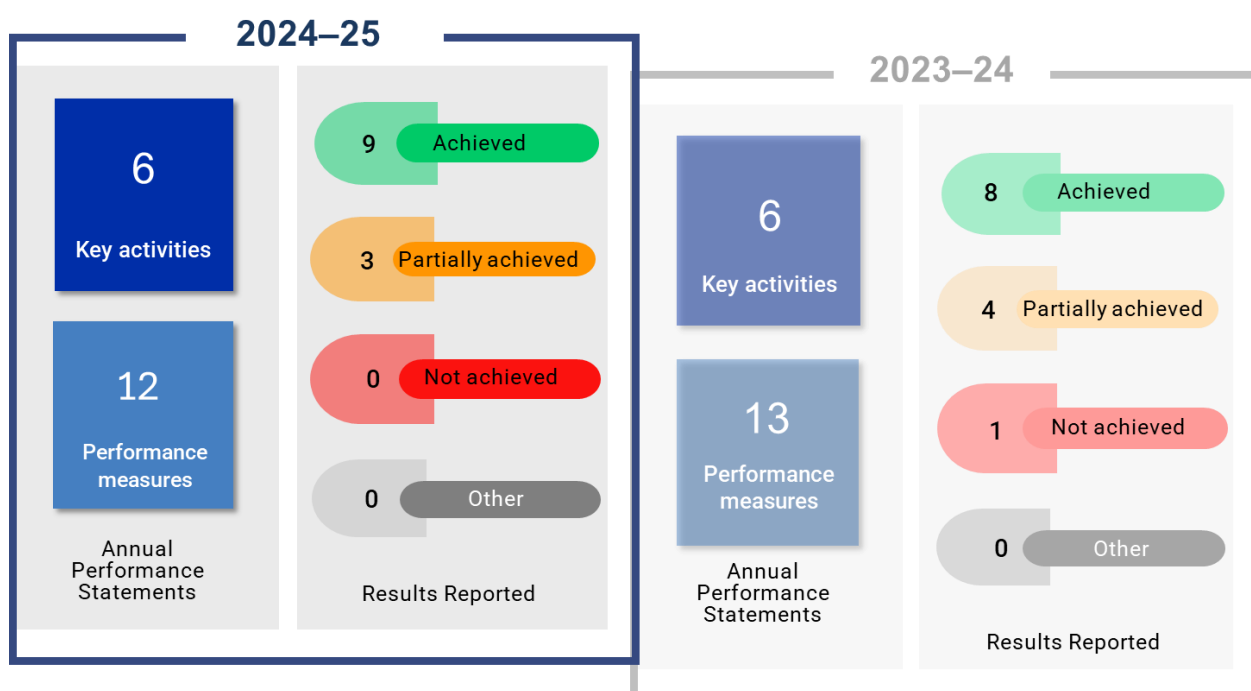 2024–25
6
Key activities
12
Performance
measures
Annual
Performance
Statements
9 Achieved
3 Partially achieved
0 Not achieved
0 Other
Results Reported
2023–24
6
Key activities
13
Performance
measures
Annual
Performance
Statements
8 Achieved
4 Partially achieved
1 Not achieved
0 Other
Results Reported